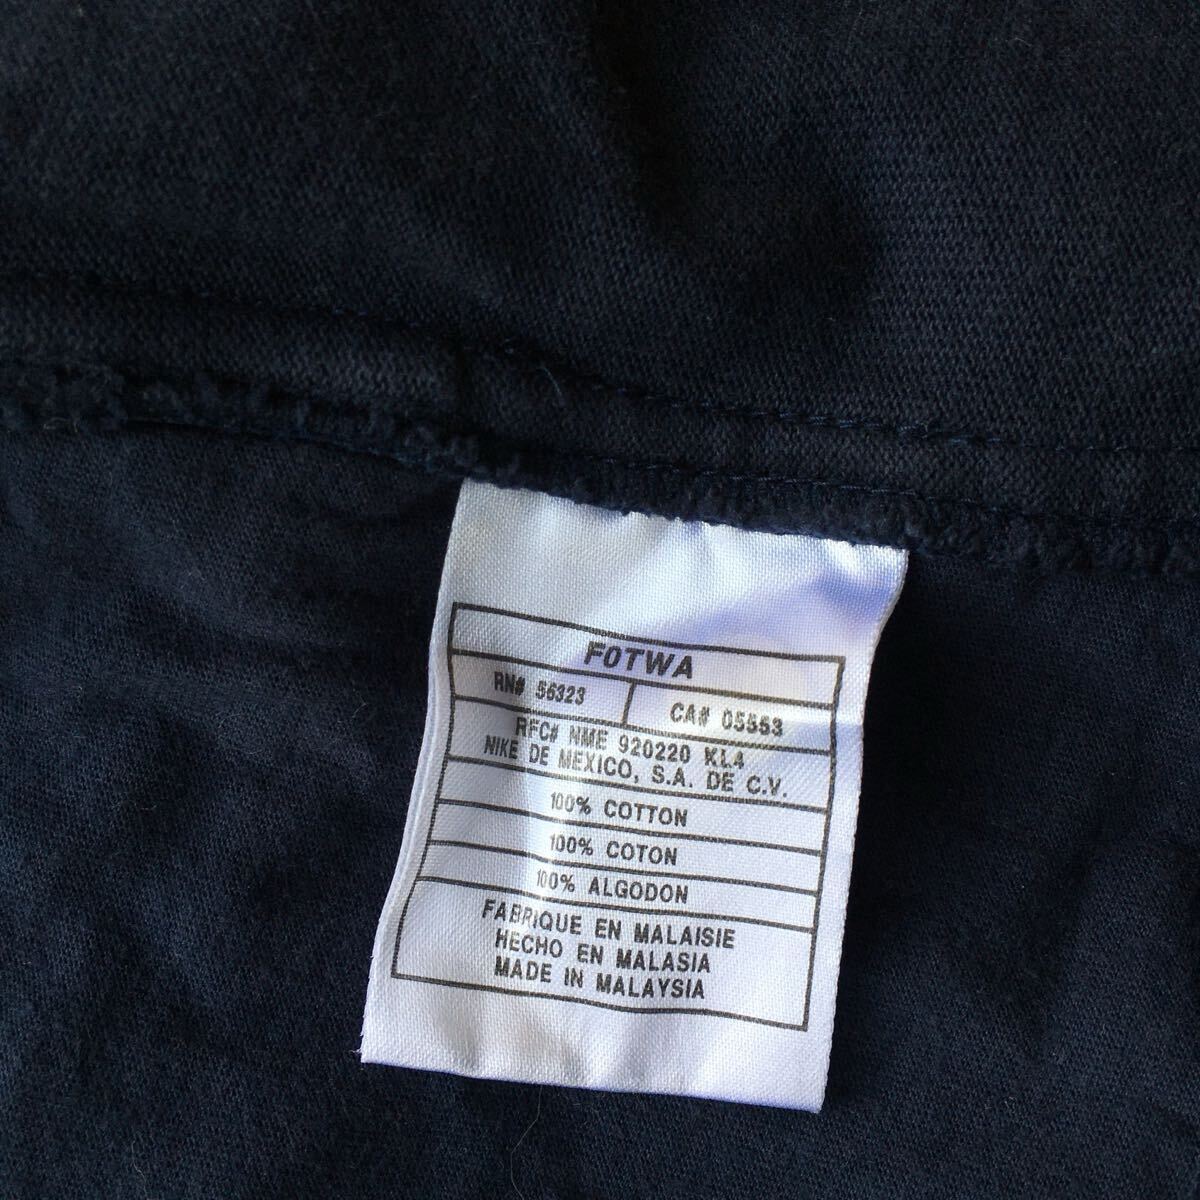 FOTWA
RN# 56323
CA# 05553
RFC# NME 920220 KL4
NIKE DE MEXICO, S.A. DE C.V.
100% COTTON
100% COTON
100% ALGODON
FABRIQUE EN MALAISIE
HECHO EN MALASIA
MADE IN MALAYSIA